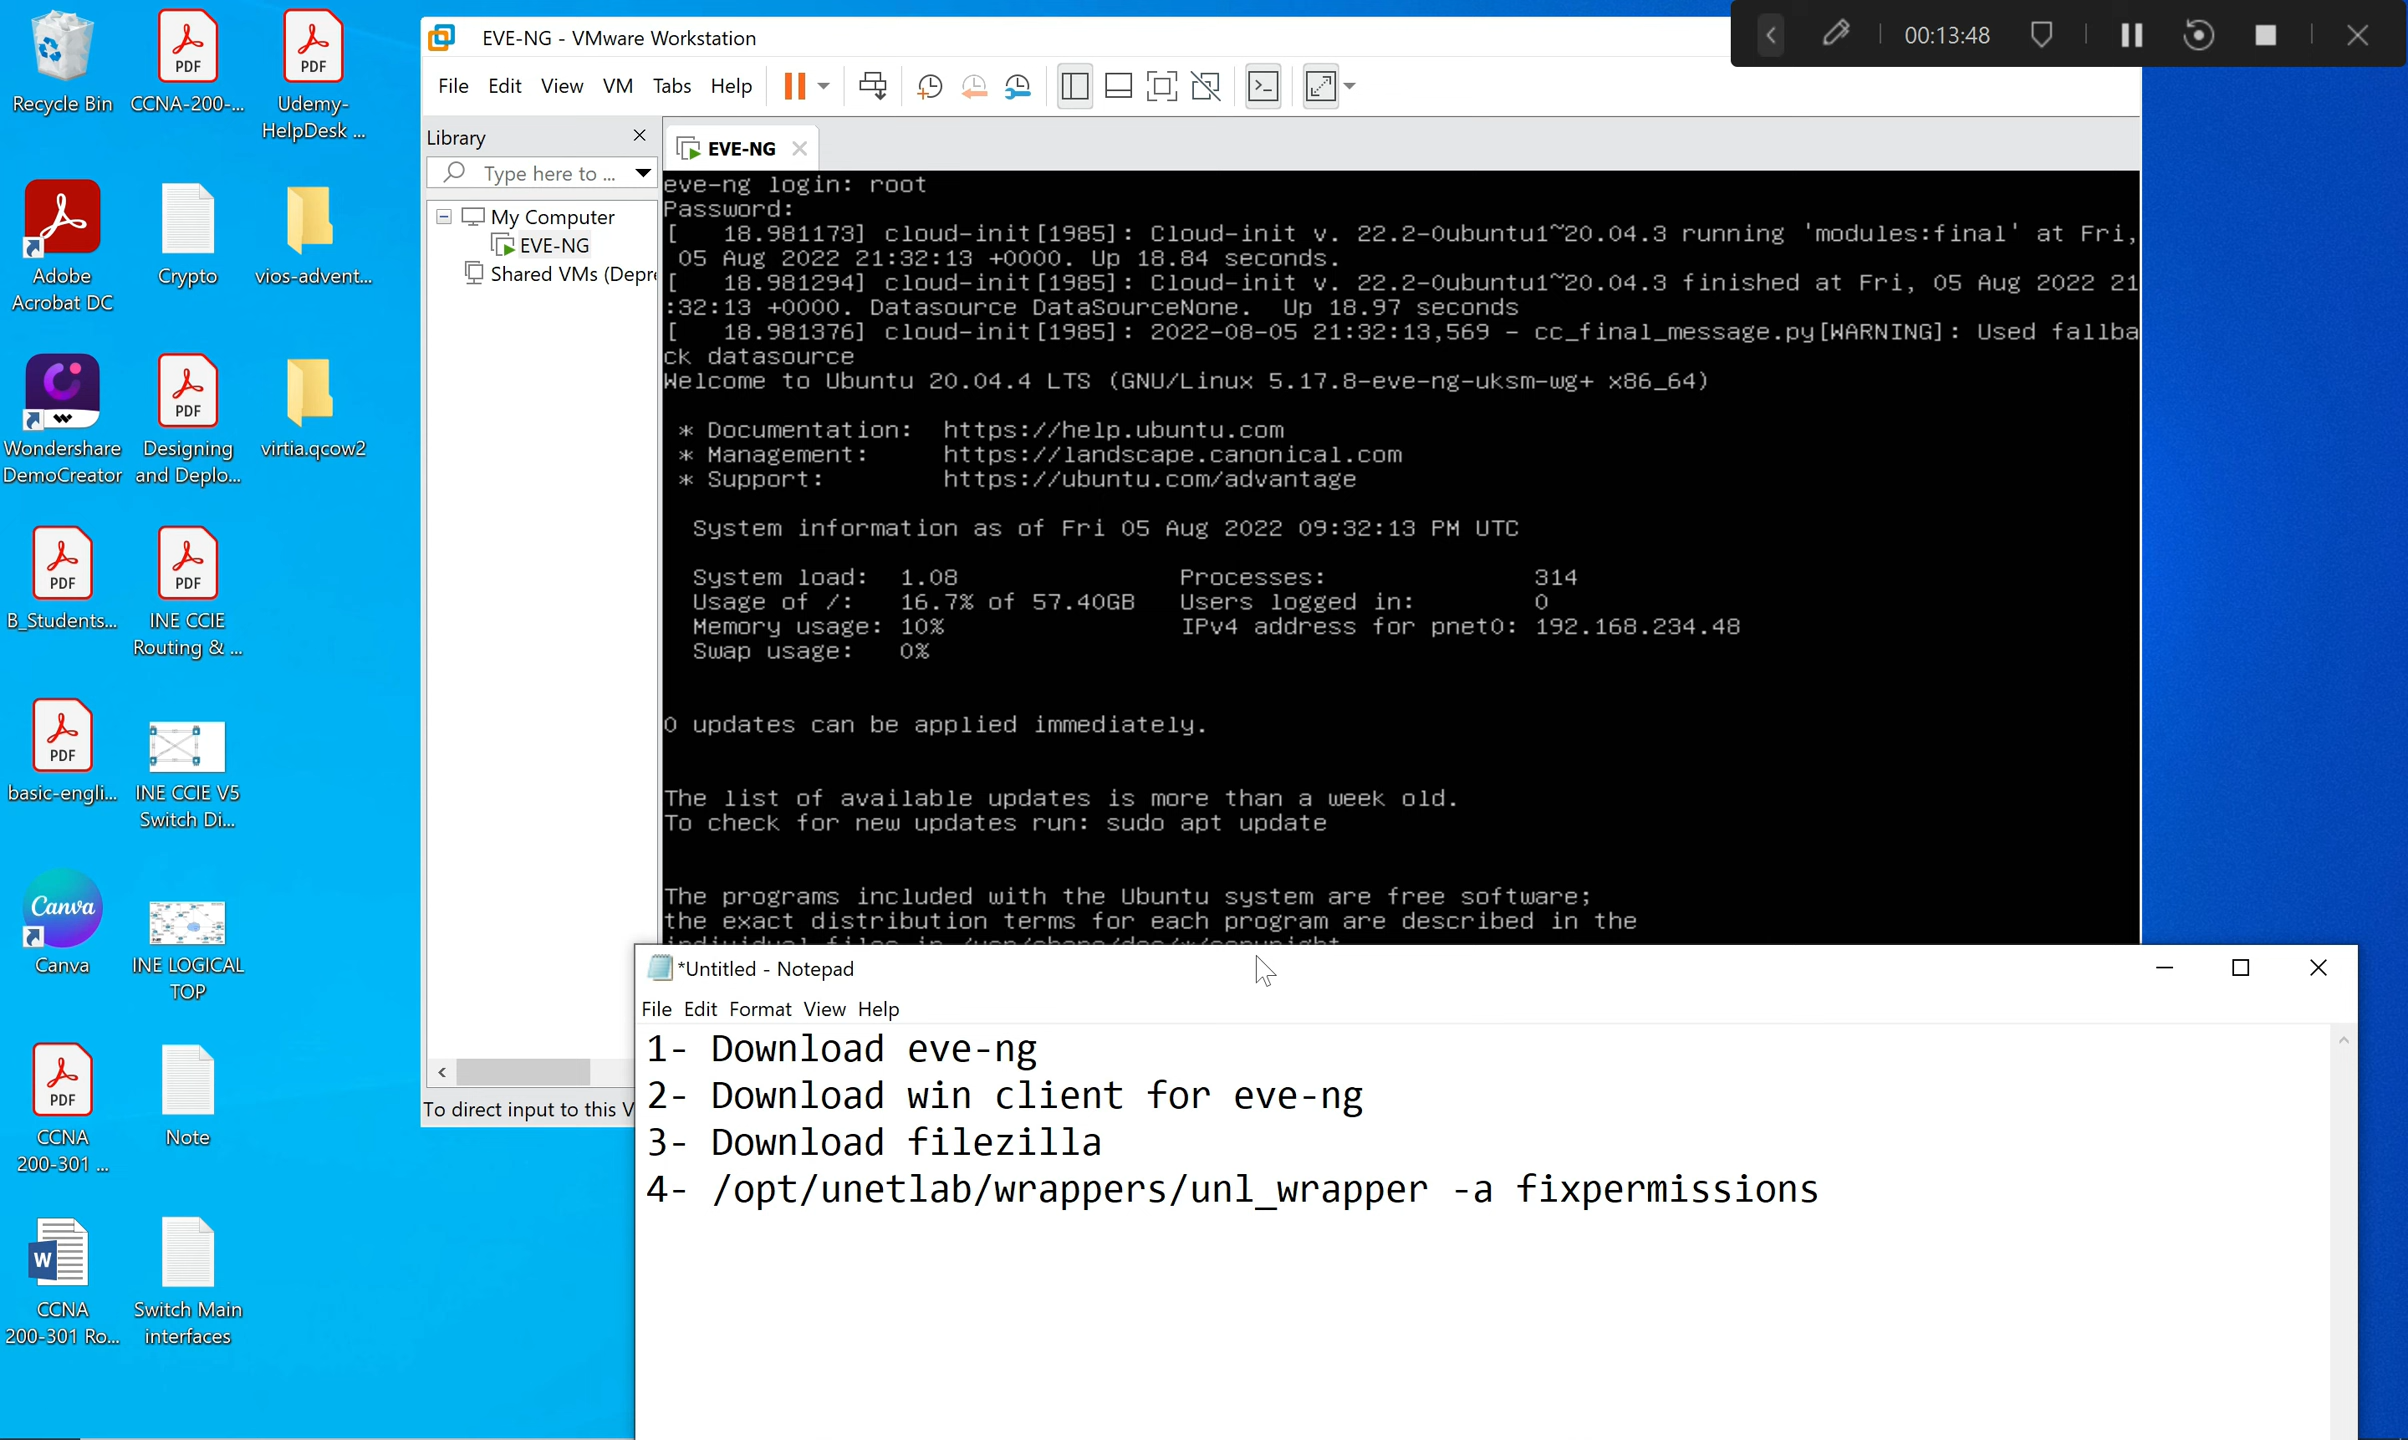 Recycle Bin
CCNA-200-...
Udemy-
HelpDesk ...
Adobe
Acrobat DC
Crypto
vios-advent...
Wondershare
DemoCreator
Designing
and Deplo...
virtia.qcow2
PDF
B_Students...
INE CCIE
Routing & ...
basic-engli...
INE CCIE V5
Switch Di...
Canva
Canva
INE LOGICAL
TOP
CCNA
200-301 ...
Note
CCNA
200-301 Ro...
Switch Main
interfaces
EVE-NG - VMware Workstation
00:13:48
File Edit View VM Tabs Help
Library
EVE-NG
Type here to ...
My Computer
EVE-NG
Shared VMs (Depre
To direct input to this V
eve-ng login: root
Password:
[   18.981173] cloud-init[1985]: Cloud-init v. 22.2-0ubuntu1~20.04.3 running 'modules:final' at Fri,
05 Aug 2022 21:32:13 +0000. Up 18.84 seconds.
[   18.981294] cloud-init[1985]: Cloud-init v. 22.2-0ubuntu1~20.04.3 finished at Fri, 05 Aug 2022 21
:32:13 +0000. Datasource DataSourceNone.  Up 18.97 seconds
[   18.981376] cloud-init[1985]: 2022-08-05 21:32:13,569 - cc_final_message.py[WARNING]: Used fallba
ck datasource
Welcome to Ubuntu 20.04.4 LTS (GNU/Linux 5.17.8-eve-ng-uksm-wg+ x86_64)
* Documentation:  https://help.ubuntu.com
* Management:     https://landscape.canonical.com
* Support:        https://ubuntu.com/advantage
System information as of Fri 05 Aug 2022 09:32:13 PM UTC
System load:  1.08               Processes:              314
Usage of /:   16.7% of 57.40GB   Users logged in:        0
Memory usage: 10%                IPv4 address for pnet0: 192.168.234.48
Swap usage:   0%
0 updates can be applied immediately.
The list of available updates is more than a week old.
To check for new updates run: sudo apt update
The programs included with the Ubuntu system are free software;
the exact distribution terms for each program are described in the
individual files in /usr/share/doc/*/copyright.
*Untitled - Notepad
File Edit Format View Help
1- Download eve-ng
2- Download win client for eve-ng
3- Download filezilla
4- /opt/unetlab/wrappers/unl_wrapper -a fixpermissions